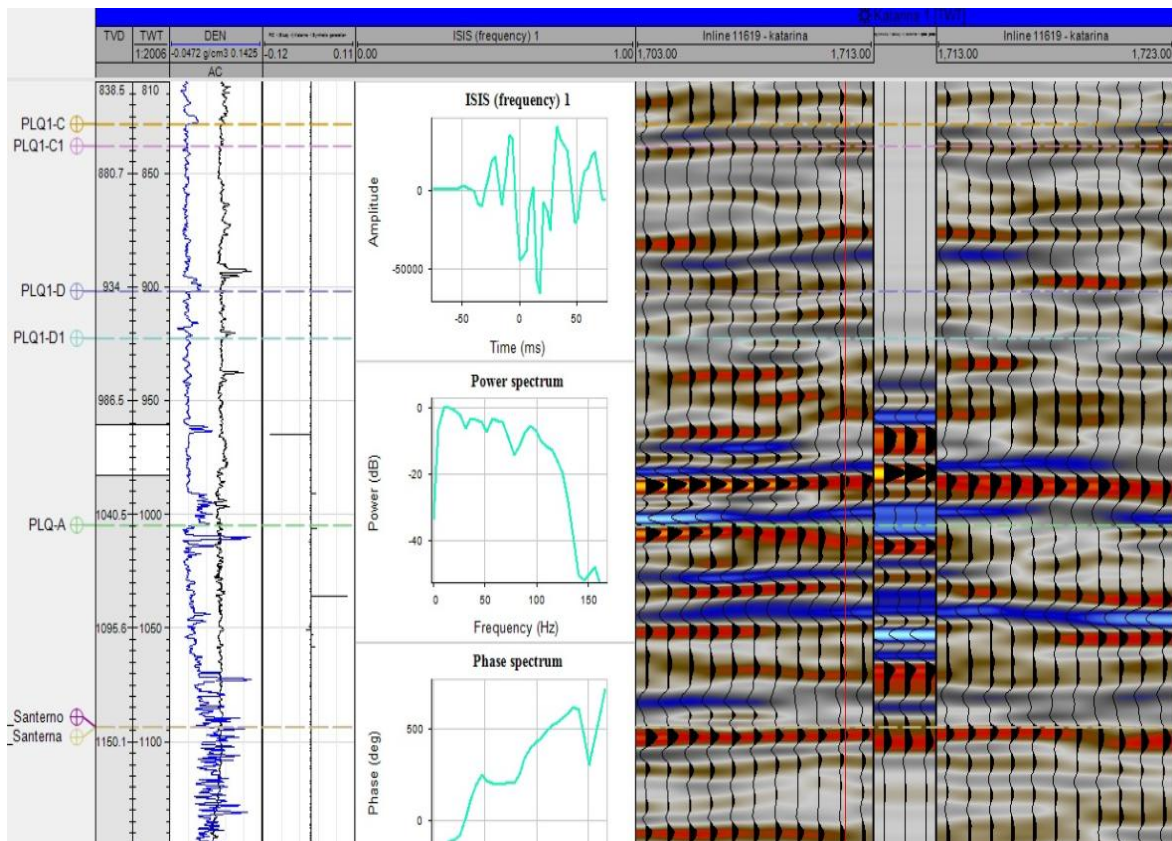 Katarina 1 [TWT]
TVD TWT DEN ISIS (frequency) 1 Inline 11619 - katarina Inline 11619 - katarina
1:2006 -0.0472 g/cm3 0.1425 -0.12 0.11 0.00 1.00 1,703.00 1,713.00 1,713.00 1,723.00
AC
838.5 810
PLQ1-C
PLQ1-C1
880.7 850
PLQ1-D
934 900
PLQ1-D1
986.5 950
1040.5 1000
PLQ-A
1095.6 1050
Santerno
Santerna
1150.1 1100
ISIS (frequency) 1
Amplitude
0
-50000
-50 0 50
Time (ms)
Power spectrum
Power (dB)
0
-20
-40
0 50 100 150
Frequency (Hz)
Phase spectrum
Phase (deg)
500
0